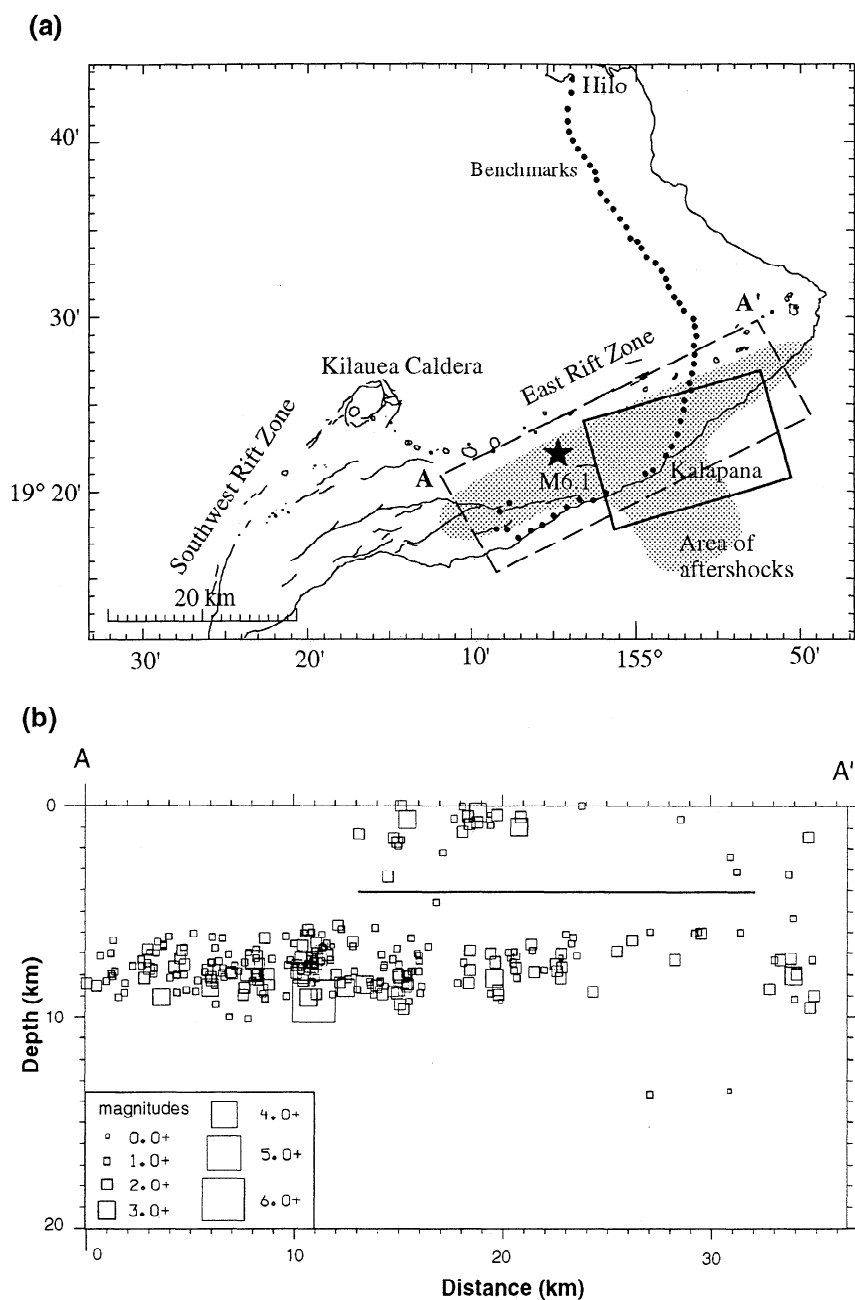 (a)
Hilo
40'
Benchmarks
30'
A'
East Rift Zone
Kilauea Caldera
Southwest Rift Zone
A
M6.1
Kalapana
19° 20'
Area of
aftershocks
20 km
30' 20' 10' 155° 50'
(b)
A A'
0
10
20
Depth (km)
magnitudes
0.0+
1.0+
2.0+
3.0+
4.0+
5.0+
6.0+
0 10 20 30
Distance (km)